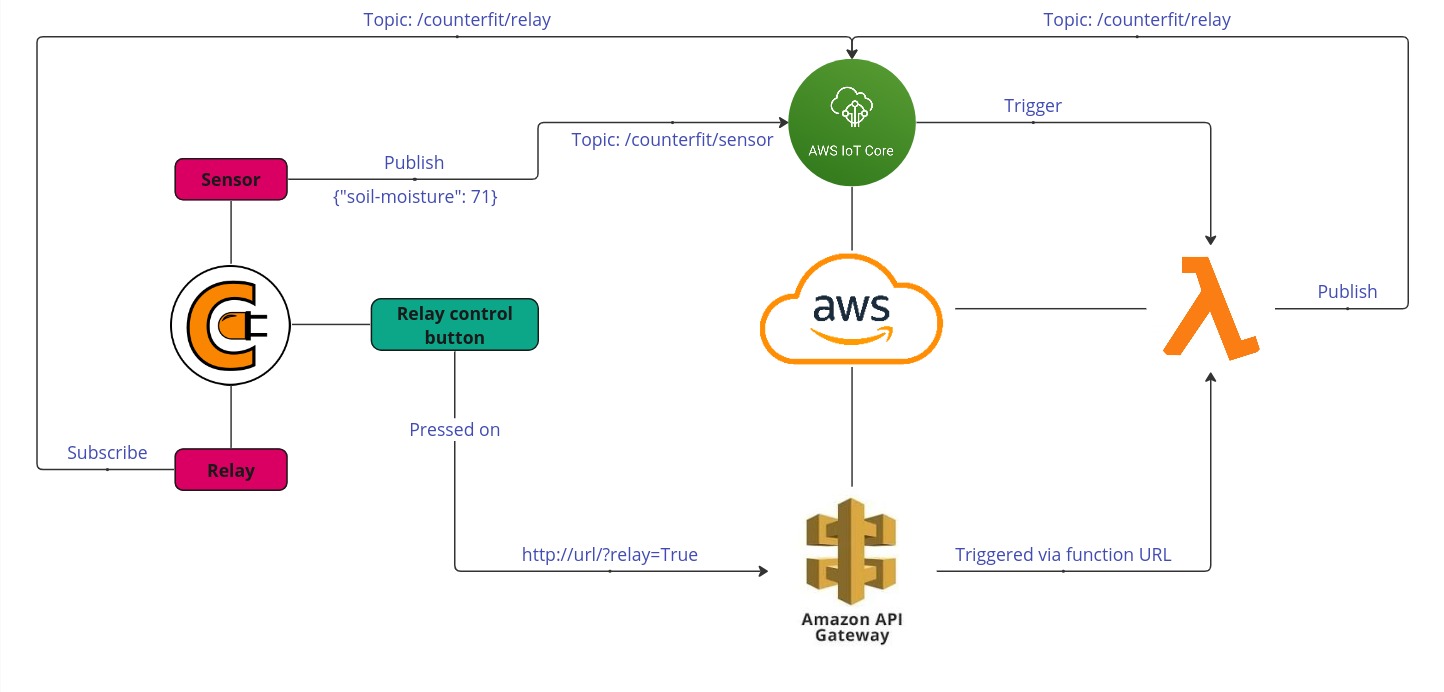 Topic: /counterfit/relay
Topic: /counterfit/relay
AWS IoT Core
Trigger
Topic: /counterfit/sensor
Publish
{"soil-moisture": 71}
Sensor
aws
Publish
Relay control
button
Pressed on
Subscribe
Relay
http://url/?relay=True
Triggered via function URL
Amazon API
Gateway